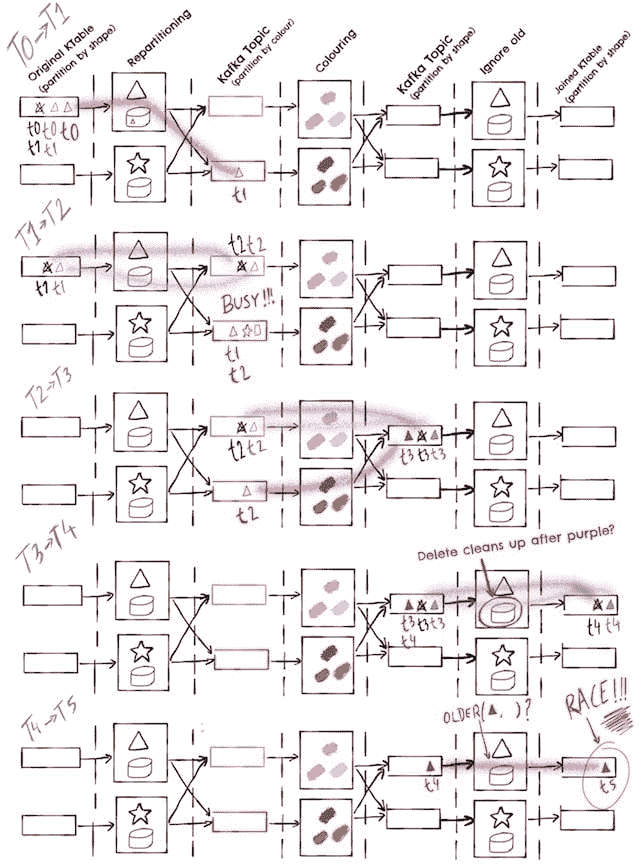 T0→T1
Original KTable
(partition by shape)
Repartitioning
Kafka Topic
(partition by colour)
Colouring
Kafka Topic
(partition by shape)
Ignore old
Joined KTable
(partition by shape)
t0 t0 t0
t1 t1
t1
T1→T2
t1 t1
t2 t2
BUSY!!!
t1
t2
T2→T3
t2 t2
t2
t3 t3 t3
T3→T4
Delete cleans up after purple?
t3 t3 t3
t4
t4 t4
T4→T5
OLDER(▲, )?
RACE!!!
t4
t5